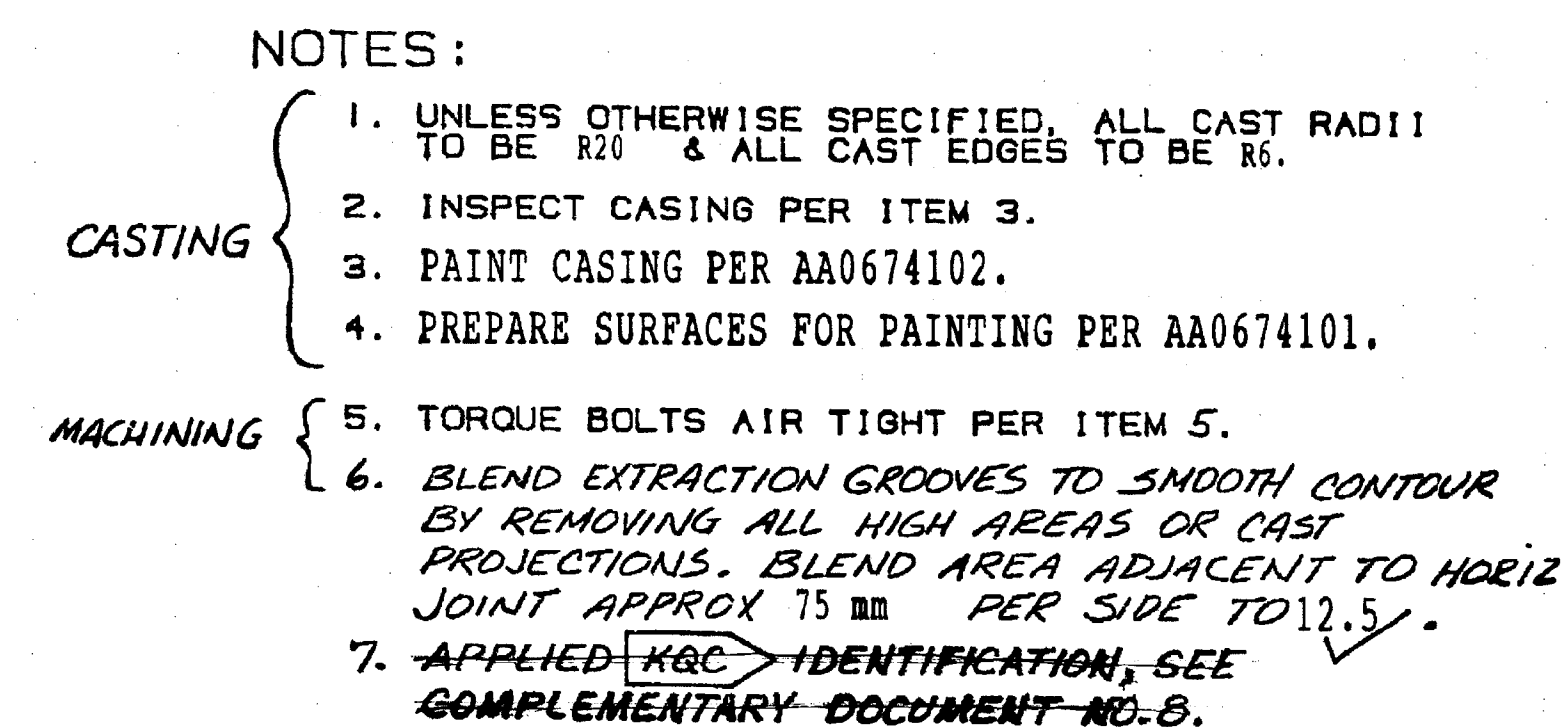 NOTES:
1. UNLESS OTHERWISE SPECIFIED, ALL CAST RADII
TO BE R20 & ALL CAST EDGES TO BE R6.
2. INSPECT CASING PER ITEM 3.
CASTING
3. PAINT CASING PER AA0674102.
4. PREPARE SURFACES FOR PAINTING PER AA0674101.
MACHINING
5. TORQUE BOLTS AIR TIGHT PER ITEM 5.
6. BLEND EXTRACTION GROOVES TO SMOOTH CONTOUR
BY REMOVING ALL HIGH AREAS OR CAST
PROJECTIONS. BLEND AREA ADJACENT TO HORIZ
JOINT APPROX 75 mm PER SIDE TO 12.5 ✓.
7. APPLIED KQC IDENTIFICATION, SEE
COMPLEMENTARY DOCUMENT NO.8.